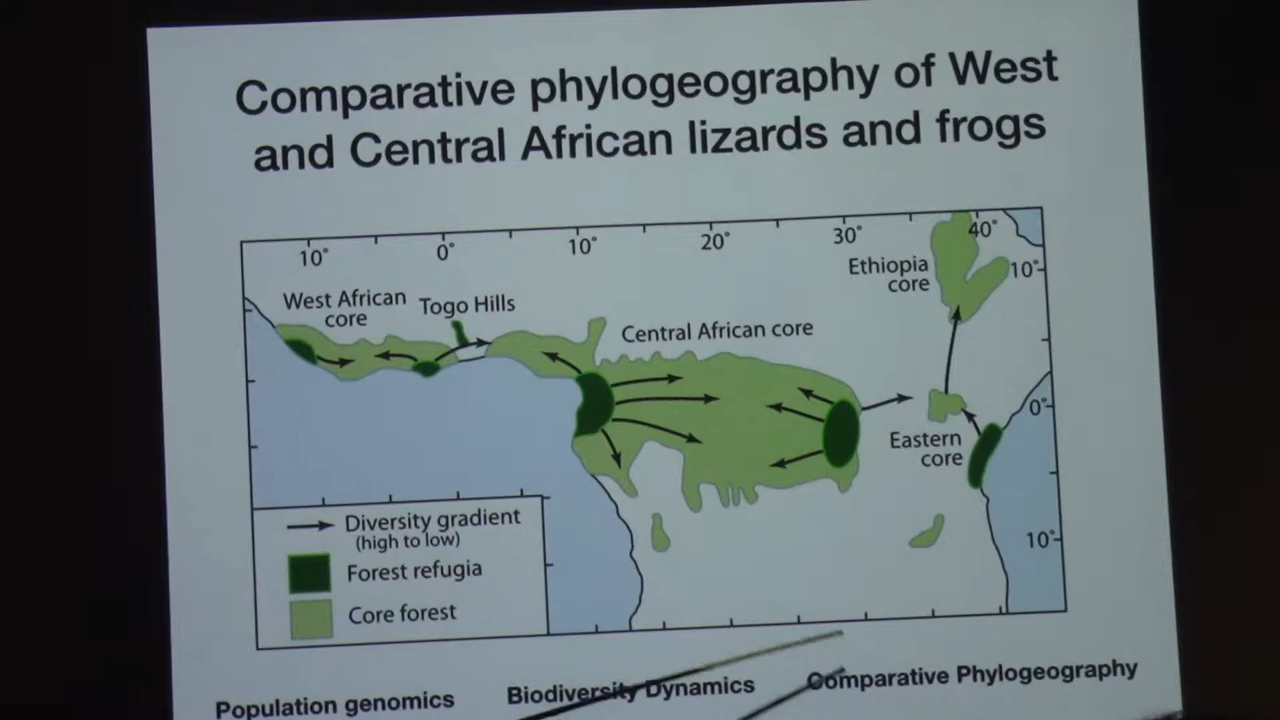 Comparative phylogeography of West
and Central African lizards and frogs
10°
0°
10°
20°
30°
40°
Ethiopia
core
10°
West African
core
Togo Hills
Central African core
0°
Eastern
core
10°
Diversity gradient
(high to low)
Forest refugia
Core forest
Population genomics
Biodiversity Dynamics
Comparative Phylogeography